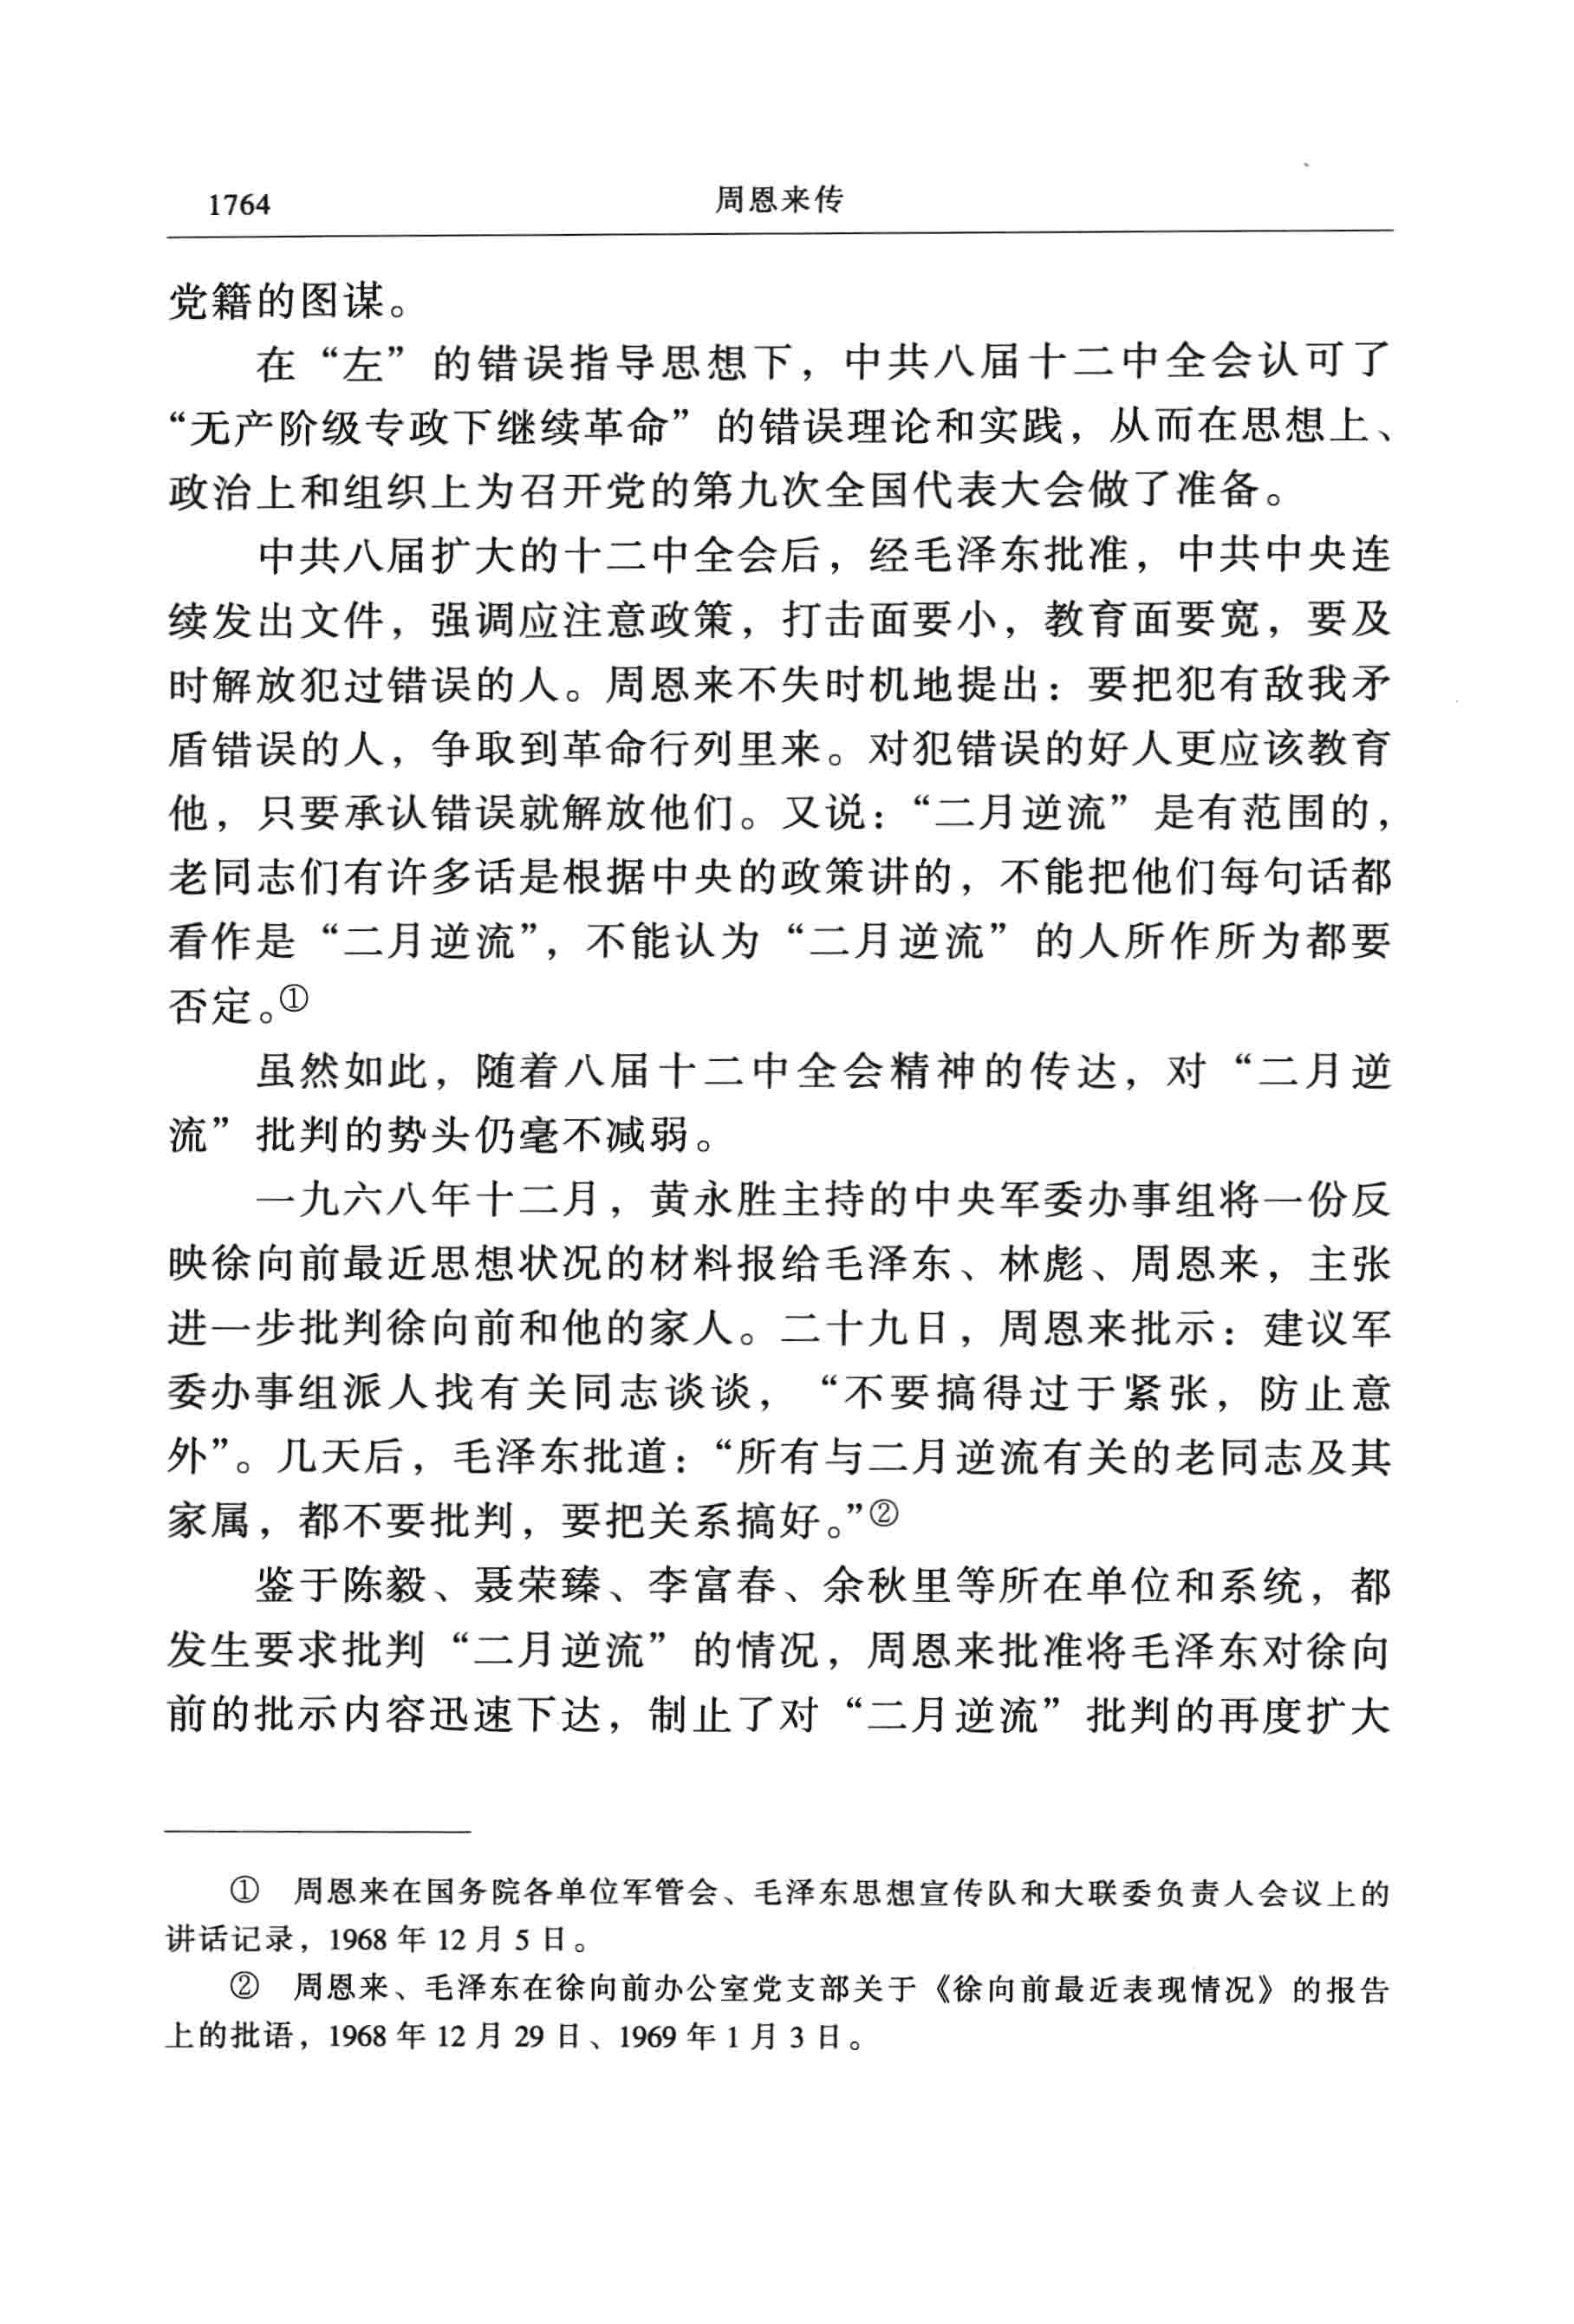 1764
周恩来传
党籍的图谋。
在“左”的错误指导思想下，中共八届十二中全会认可了
“无产阶级专政下继续革命”的错误理论和实践，从而在思想上、
政治上和组织上为召开党的第九次全国代表大会做了准备。
中共八届扩大的十二中全会后，经毛泽东批准，中共中央连
续发出文件，强调应注意政策，打击面要小，教育面要宽，要及
时解放犯过错误的人。周恩来不失时机地提出：要把犯有敌我矛
盾错误的人，争取到革命行列里来。对犯错误的好人更应该教育
他，只要承认错误就解放他们。又说：“二月逆流”是有范围的，
老同志们有许多话是根据中央的政策讲的，不能把他们每句话都
看作是“二月逆流”，不能认为“二月逆流”的人所作所为都要
否定。①
虽然如此，随着八届十二中全会精神的传达，对“二月逆
流”批判的势头仍毫不减弱。
一九六八年十二月，黄永胜主持的中央军委办事组将一份反
映徐向前最近思想状况的材料报给毛泽东、林彪、周恩来，主张
进一步批判徐向前和他的家人。二十九日，周恩来批示：建议军
委办事组派人找有关同志谈谈，“不要搞得过于紧张，防止意
外”。几天后，毛泽东批道：“所有与二月逆流有关的老同志及其
家属，都不要批判，要把关系搞好。”②
鉴于陈毅、聂荣臻、李富春、余秋里等所在单位和系统，都
发生要求批判“二月逆流”的情况，周恩来批准将毛泽东对徐向
前的批示内容迅速下达，制止了对“二月逆流”批判的再度扩大
① 周恩来在国务院各单位军管会、毛泽东思想宣传队和大联委负责人会议上的
讲话记录，1968年12月5日。
② 周恩来、毛泽东在徐向前办公室党支部关于《徐向前最近表现情况》的报告
上的批语，1968年12月29日、1969年1月3日。